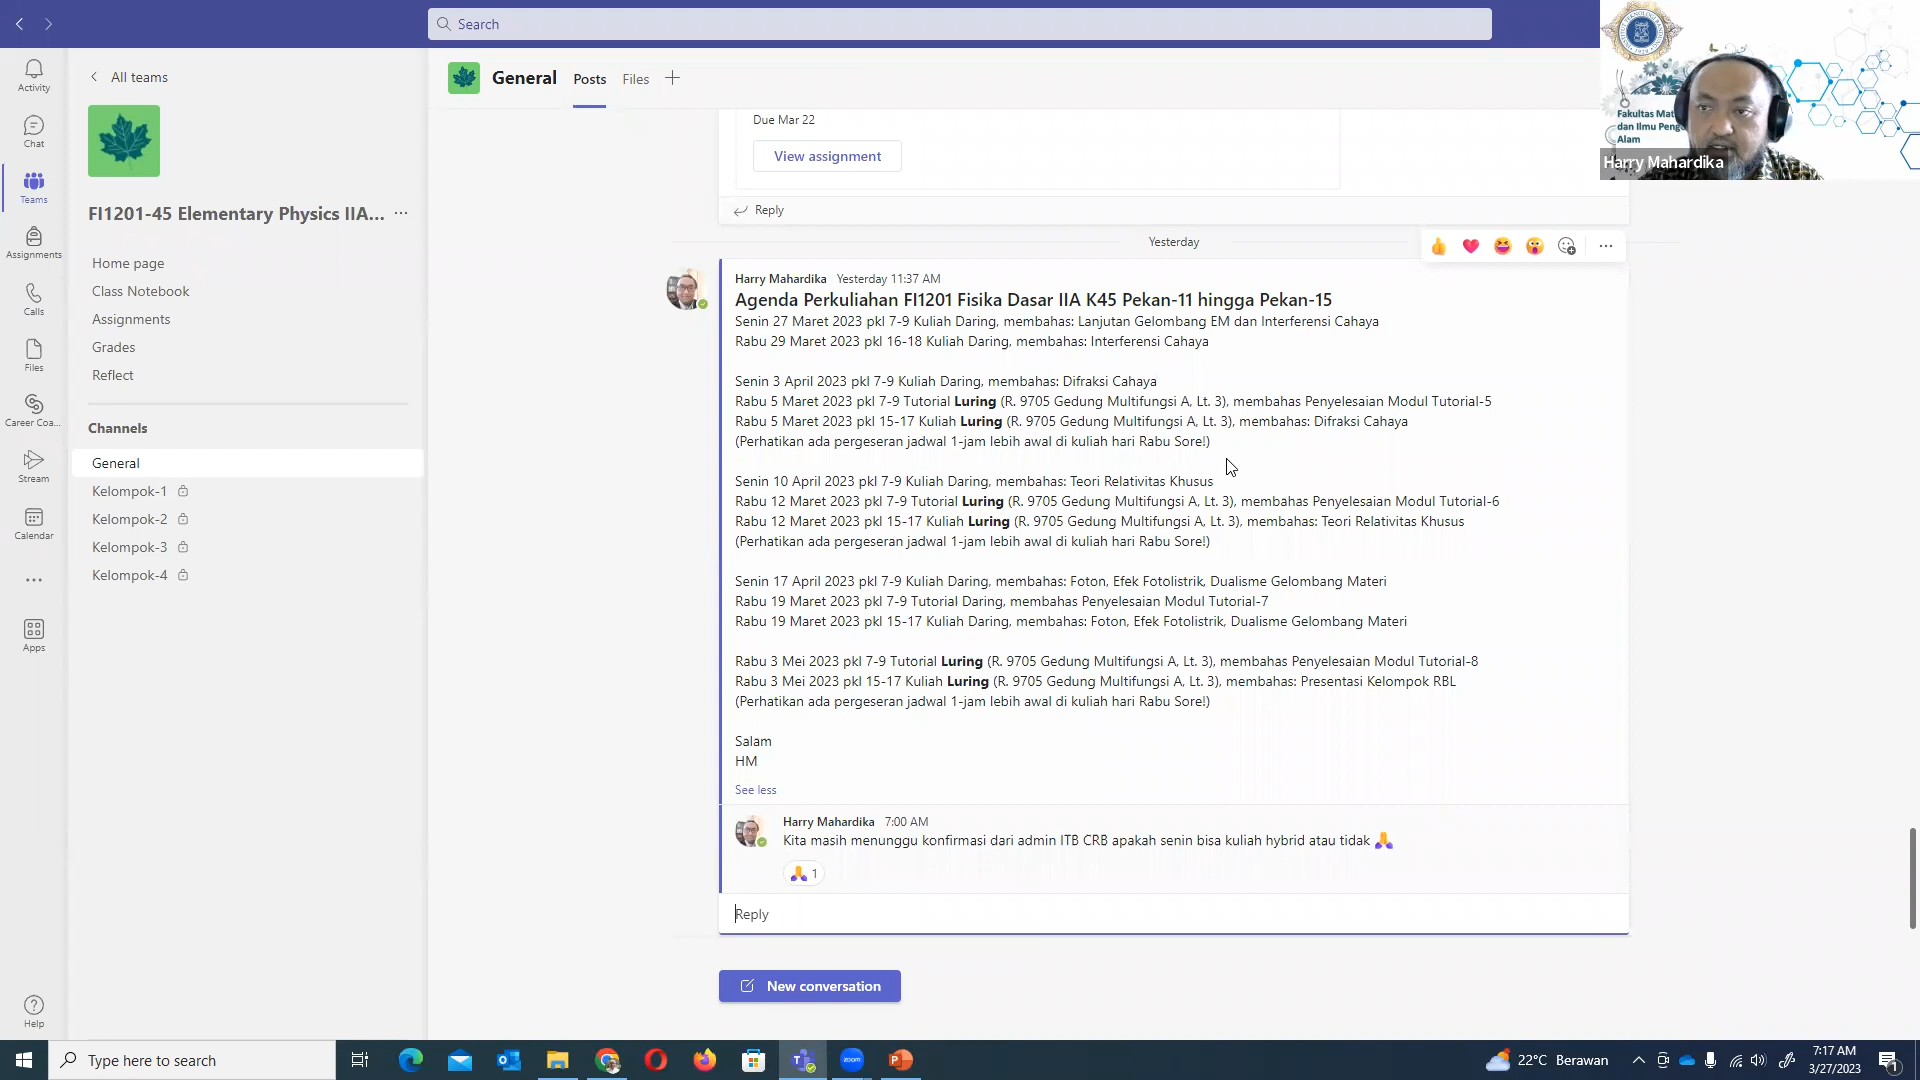 Search
Fakultas Mat
dan Ilmu Peng
Alam
Harry Mahardika
Activity
Chat
Teams
Assignments
Calls
Files
Career Coa...
Stream
Calendar
Apps
Help
All teams
FI1201-45 Elementary Physics IIA...
Home page
Class Notebook
Assignments
Grades
Reflect
Channels
General
Kelompok-1
Kelompok-2
Kelompok-3
Kelompok-4
General Posts Files
Due Mar 22
View assignment
Reply
Yesterday
Harry Mahardika Yesterday 11:37 AM
Agenda Perkuliahan FI1201 Fisika Dasar IIA K45 Pekan-11 hingga Pekan-15
Senin 27 Maret 2023 pkl 7-9 Kuliah Daring, membahas: Lanjutan Gelombang EM dan Interferensi Cahaya
Rabu 29 Maret 2023 pkl 16-18 Kuliah Daring, membahas: Interferensi Cahaya
Senin 3 April 2023 pkl 7-9 Kuliah Daring, membahas: Difraksi Cahaya
Rabu 5 Maret 2023 pkl 7-9 Tutorial Luring (R. 9705 Gedung Multifungsi A, Lt. 3), membahas Penyelesaian Modul Tutorial-5
Rabu 5 Maret 2023 pkl 15-17 Kuliah Luring (R. 9705 Gedung Multifungsi A, Lt. 3), membahas: Difraksi Cahaya
(Perhatikan ada pergeseran jadwal 1-jam lebih awal di kuliah hari Rabu Sore!)
Senin 10 April 2023 pkl 7-9 Kuliah Daring, membahas: Teori Relativitas Khusus
Rabu 12 Maret 2023 pkl 7-9 Tutorial Luring (R. 9705 Gedung Multifungsi A, Lt. 3), membahas Penyelesaian Modul Tutorial-6
Rabu 12 Maret 2023 pkl 15-17 Kuliah Luring (R. 9705 Gedung Multifungsi A, Lt. 3), membahas: Teori Relativitas Khusus
(Perhatikan ada pergeseran jadwal 1-jam lebih awal di kuliah hari Rabu Sore!)
Senin 17 April 2023 pkl 7-9 Kuliah Daring, membahas: Foton, Efek Fotolistrik, Dualisme Gelombang Materi
Rabu 19 Maret 2023 pkl 7-9 Tutorial Daring, membahas Penyelesaian Modul Tutorial-7
Rabu 19 Maret 2023 pkl 15-17 Kuliah Daring, membahas: Foton, Efek Fotolistrik, Dualisme Gelombang Materi
Rabu 3 Mei 2023 pkl 7-9 Tutorial Luring (R. 9705 Gedung Multifungsi A, Lt. 3), membahas Penyelesaian Modul Tutorial-8
Rabu 3 Mei 2023 pkl 15-17 Kuliah Luring (R. 9705 Gedung Multifungsi A, Lt. 3), membahas: Presentasi Kelompok RBL
(Perhatikan ada pergeseran jadwal 1-jam lebih awal di kuliah hari Rabu Sore!)
Salam
HM
See less
Harry Mahardika 7:00 AM
Kita masih menunggu konfirmasi dari admin ITB CRB apakah senin bisa kuliah hybrid atau tidak 🙏
🙏 1
Reply
New conversation
Type here to search
zoom
22°C Berawan
7:17 AM
3/27/2023
1